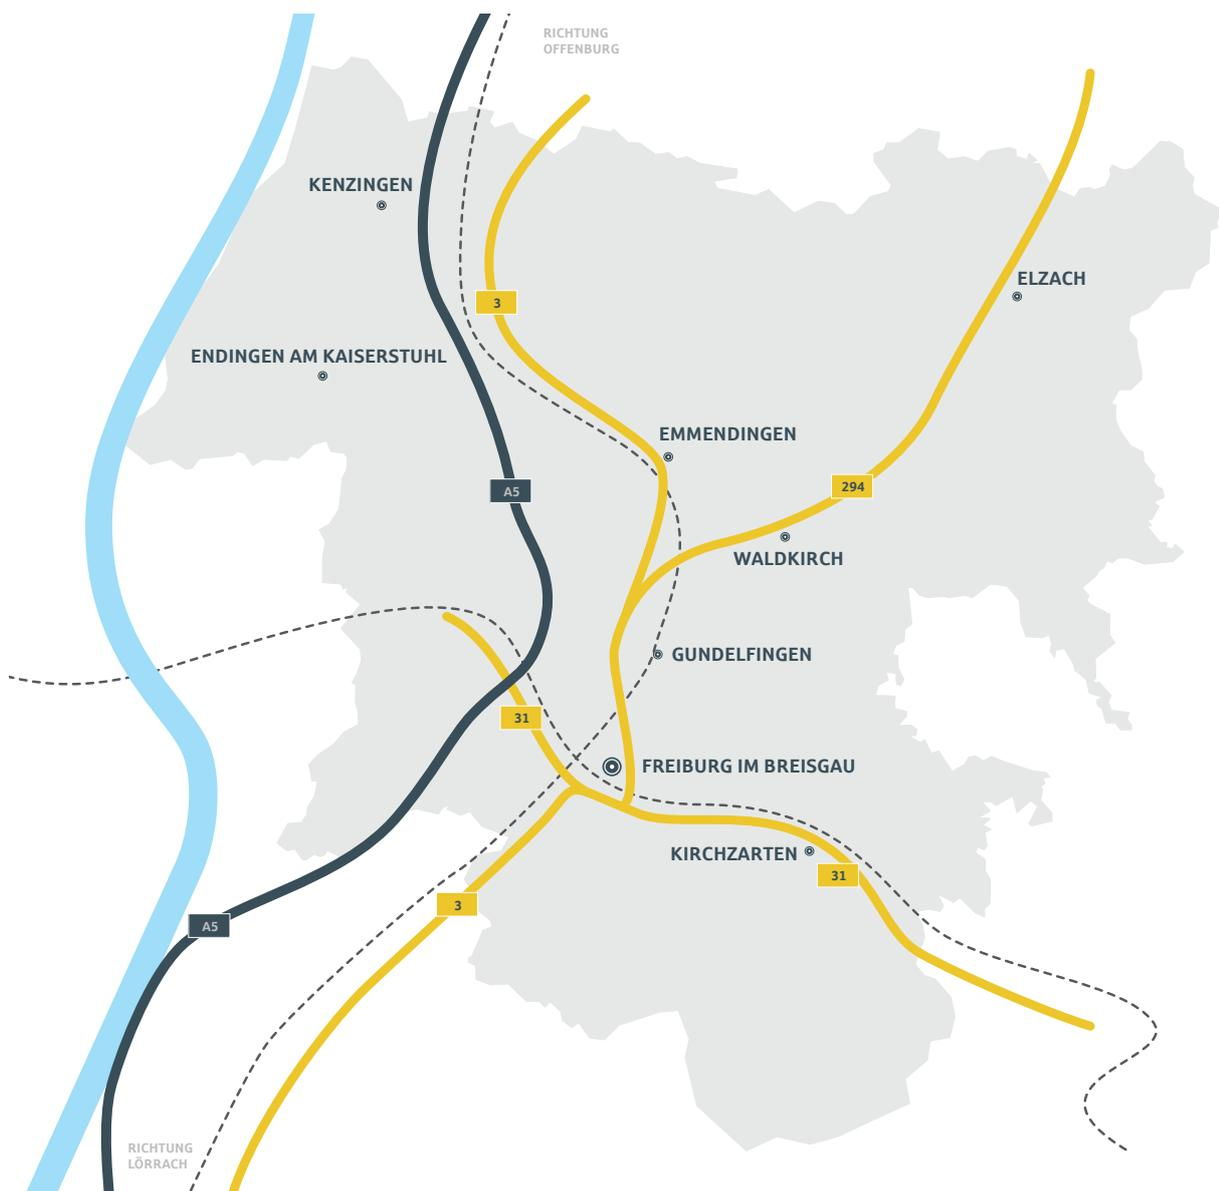 RICHTUNG
OFFENBURG
KENZINGEN
ELZACH
3
ENDINGEN AM KAISERSTUHL
EMMENDINGEN
294
A5
WALDKIRCH
GUNDELFINGEN
31
FREIBURG IM BREISGAU
KIRCHZARTEN
31
3
A5
RICHTUNG
LÖRRACH